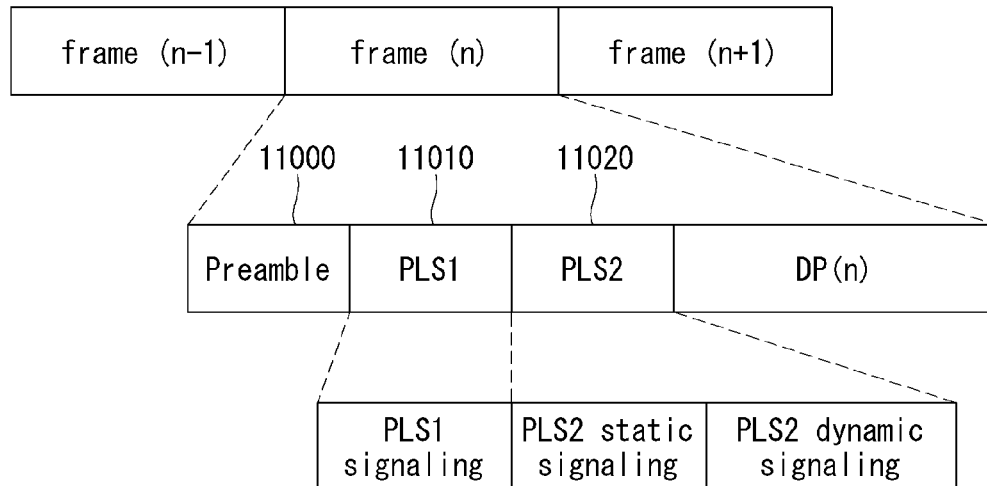 frame (n-1) frame (n) frame (n+1)
11000 11010 11020
Preamble PLS1 PLS2 DP(n)
PLS1 signaling
PLS2 static signaling
PLS2 dynamic signaling